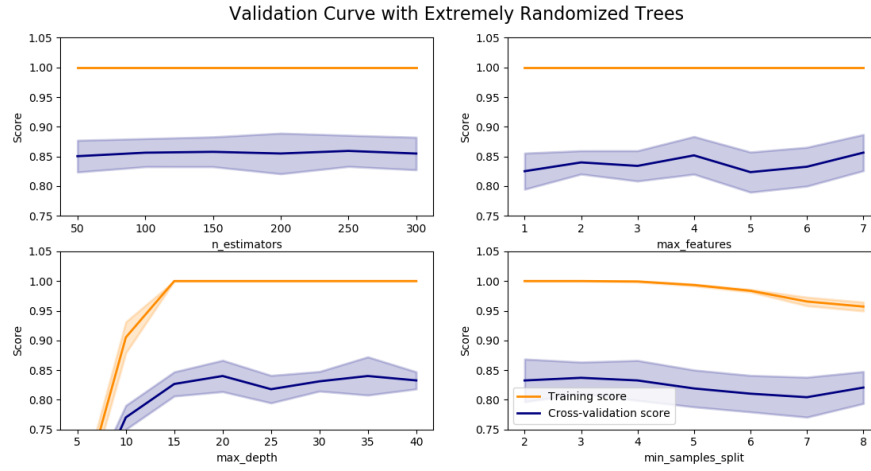 Validation Curve with Extremely Randomized Trees
1.05
1.00
0.95
0.90
0.85
0.80
0.75
Score
50 100 150 200 250 300
n_estimators
1.05
1.00
0.95
0.90
0.85
0.80
0.75
Score
1 2 3 4 5 6 7
max_features
1.05
1.00
0.95
0.90
0.85
0.80
0.75
Score
5 10 15 20 25 30 35 40
max_depth
1.05
1.00
0.95
0.90
0.85
0.80
0.75
Score
Training score
Cross-validation score
2 3 4 5 6 7 8
min_samples_split